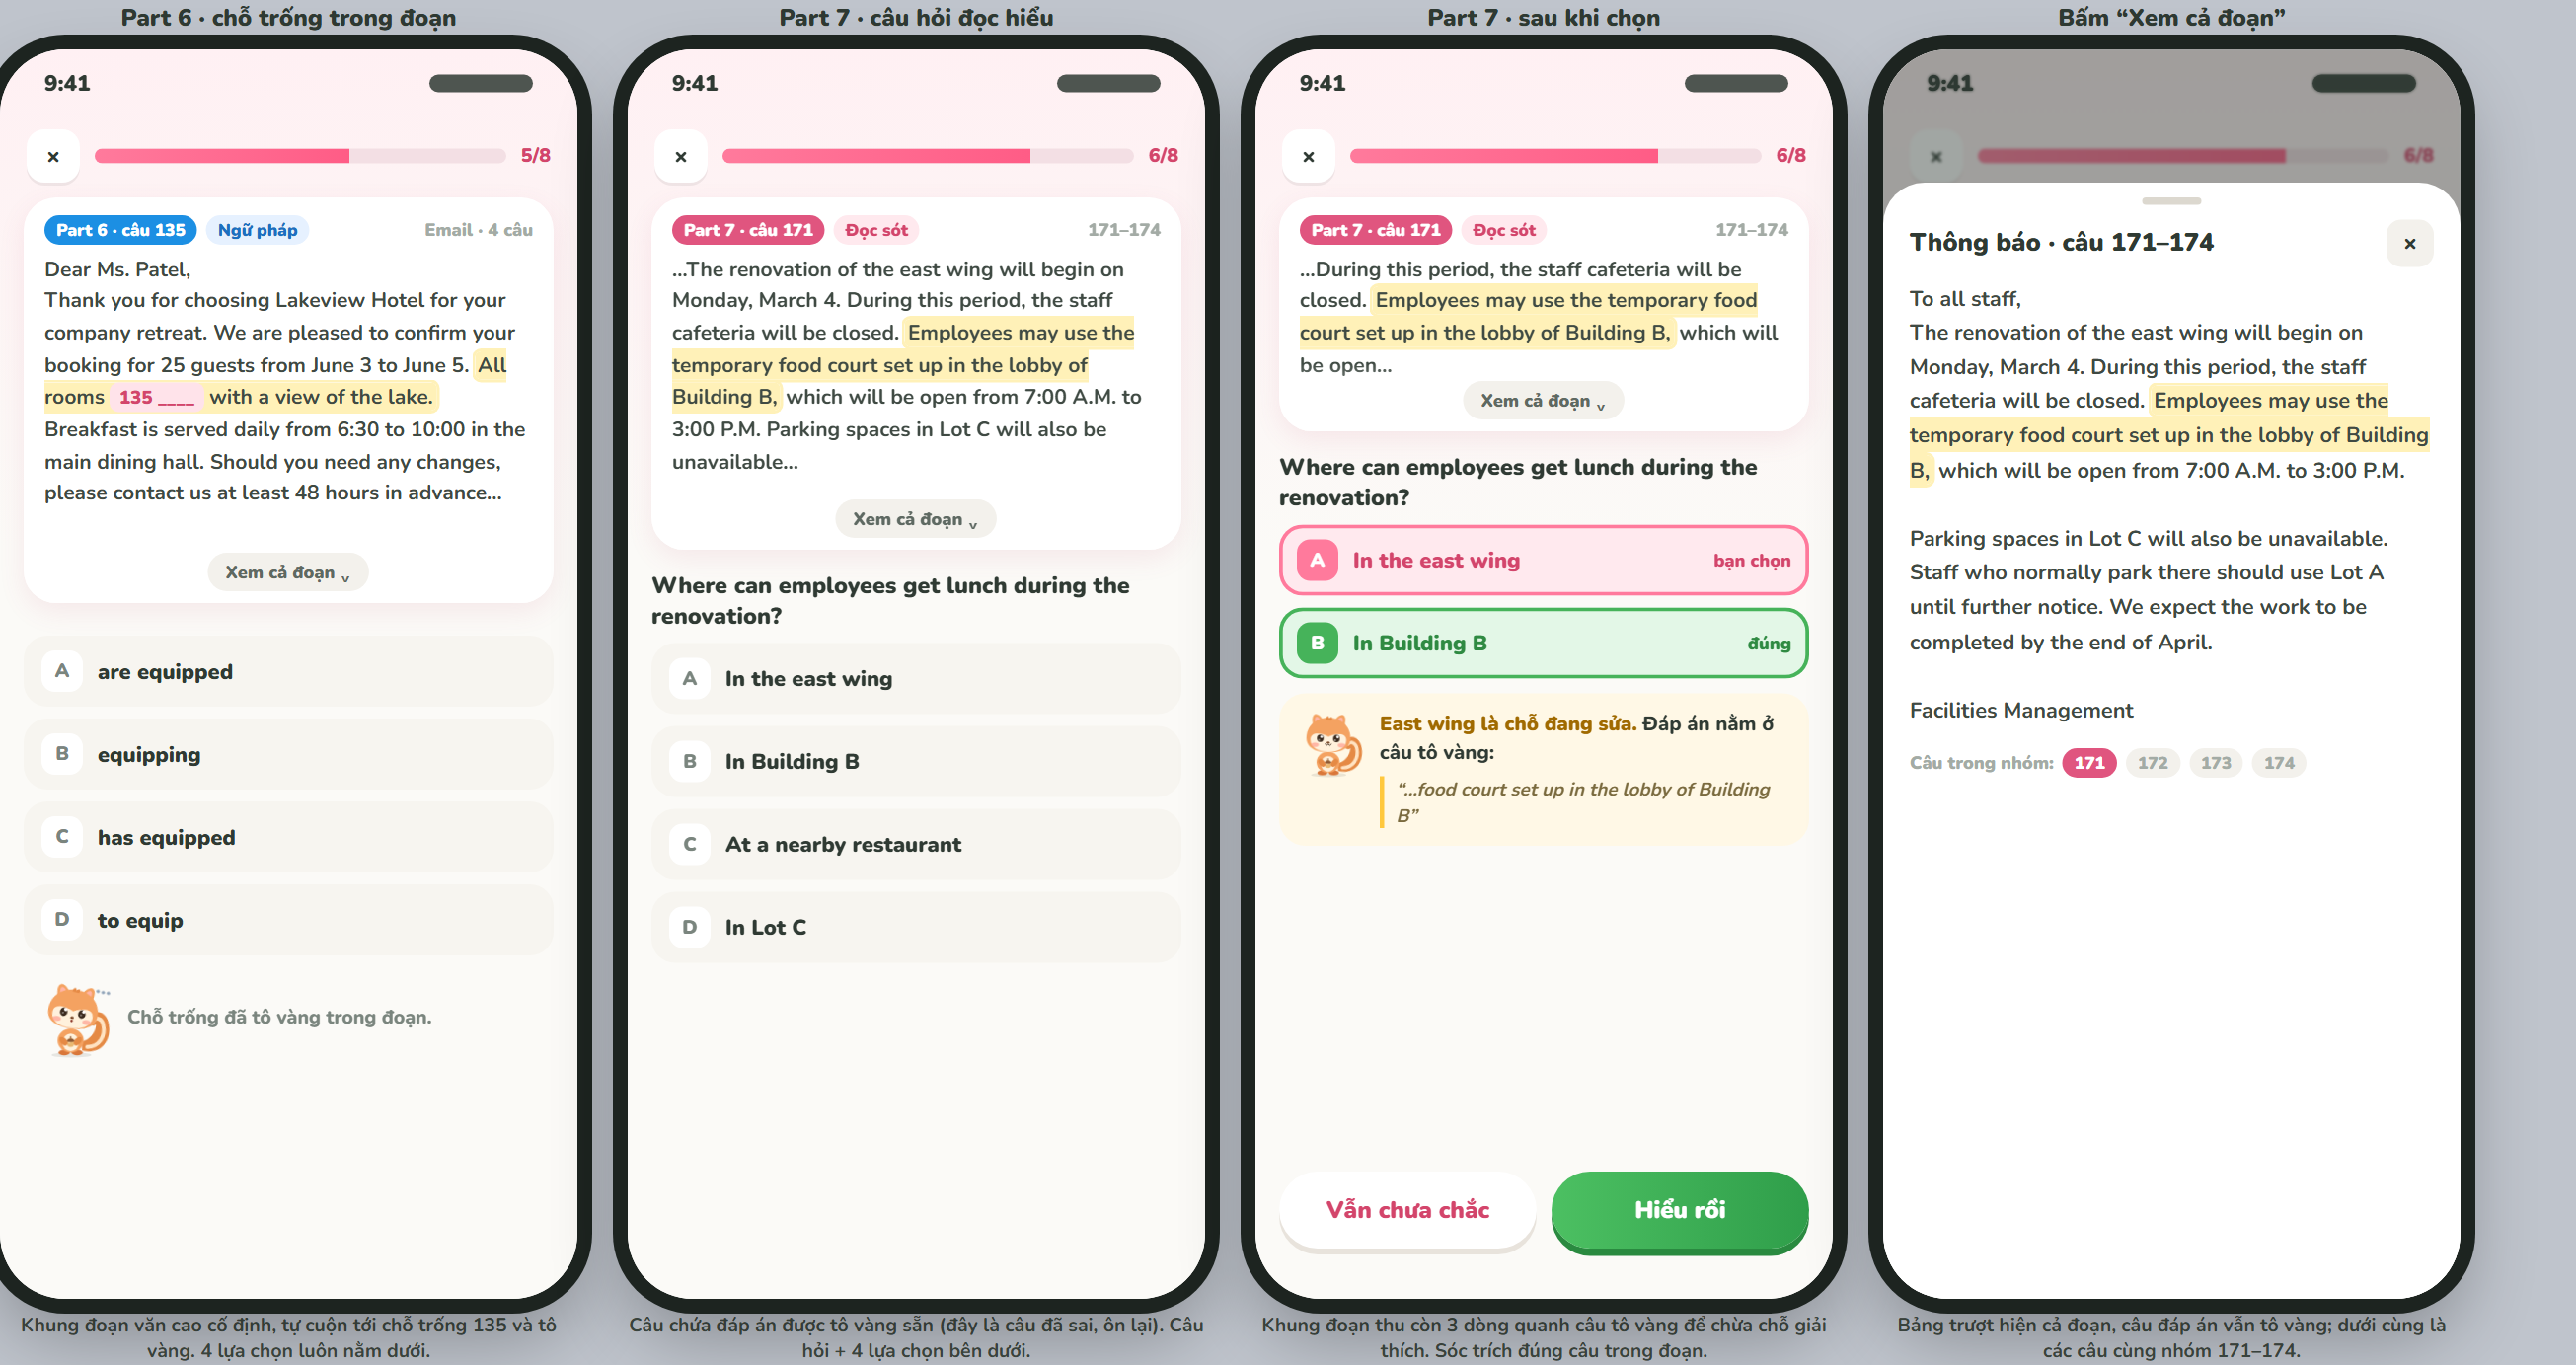 Part 6 · chỗ trống trong đoạn
9:41
×
5/8
Part 6 · câu 135
Ngữ pháp
Email · 4 câu
Dear Ms. Patel,
Thank you for choosing Lakeview Hotel for your
company retreat. We are pleased to confirm your
booking for 25 guests from June 3 to June 5. All
rooms 135 ____ with a view of the lake.
Breakfast is served daily from 6:30 to 10:00 in the
main dining hall. Should you need any changes,
please contact us at least 48 hours in advance...
Xem cả đoạn ˬ
A are equipped
B equipping
C has equipped
D to equip
Chỗ trống đã tô vàng trong đoạn.
Khung đoạn văn cao cố định, tự cuộn tới chỗ trống 135 và tô
vàng. 4 lựa chọn luôn nằm dưới.
Part 7 · câu hỏi đọc hiểu
9:41
×
6/8
Part 7 · câu 171
Đọc sót
171–174
...The renovation of the east wing will begin on
Monday, March 4. During this period, the staff
cafeteria will be closed. Employees may use the
temporary food court set up in the lobby of
Building B, which will be open from 7:00 A.M. to
3:00 P.M. Parking spaces in Lot C will also be
unavailable...
Xem cả đoạn ˬ
Where can employees get lunch during the
renovation?
A In the east wing
B In Building B
C At a nearby restaurant
D In Lot C
Câu chứa đáp án được tô vàng sẵn (đây là câu đã sai, ôn lại). Câu
hỏi + 4 lựa chọn bên dưới.
Part 7 · sau khi chọn
9:41
×
6/8
Part 7 · câu 171
Đọc sót
171–174
...During this period, the staff cafeteria will be
closed. Employees may use the temporary food
court set up in the lobby of Building B, which will
be open...
Xem cả đoạn ˬ
Where can employees get lunch during the
renovation?
A In the east wing bạn chọn
B In Building B đúng
East wing là chỗ đang sửa. Đáp án nằm ở
câu tô vàng:
“...food court set up in the lobby of Building
B”
Vẫn chưa chắc
Hiểu rồi
Khung đoạn thu còn 3 dòng quanh câu tô vàng để chừa chỗ giải
thích. Sóc trích đúng câu trong đoạn.
Bấm “Xem cả đoạn”
9:41
×
6/8
Thông báo · câu 171–174
×
To all staff,
The renovation of the east wing will begin on
Monday, March 4. During this period, the staff
cafeteria will be closed. Employees may use the
temporary food court set up in the lobby of Building
B, which will be open from 7:00 A.M. to 3:00 P.M.
Parking spaces in Lot C will also be unavailable.
Staff who normally park there should use Lot A
until further notice. We expect the work to be
completed by the end of April.
Facilities Management
Câu trong nhóm: 171 172 173 174
Bảng trượt hiện cả đoạn, câu đáp án vẫn tô vàng; dưới cùng là
các câu cùng nhóm 171–174.